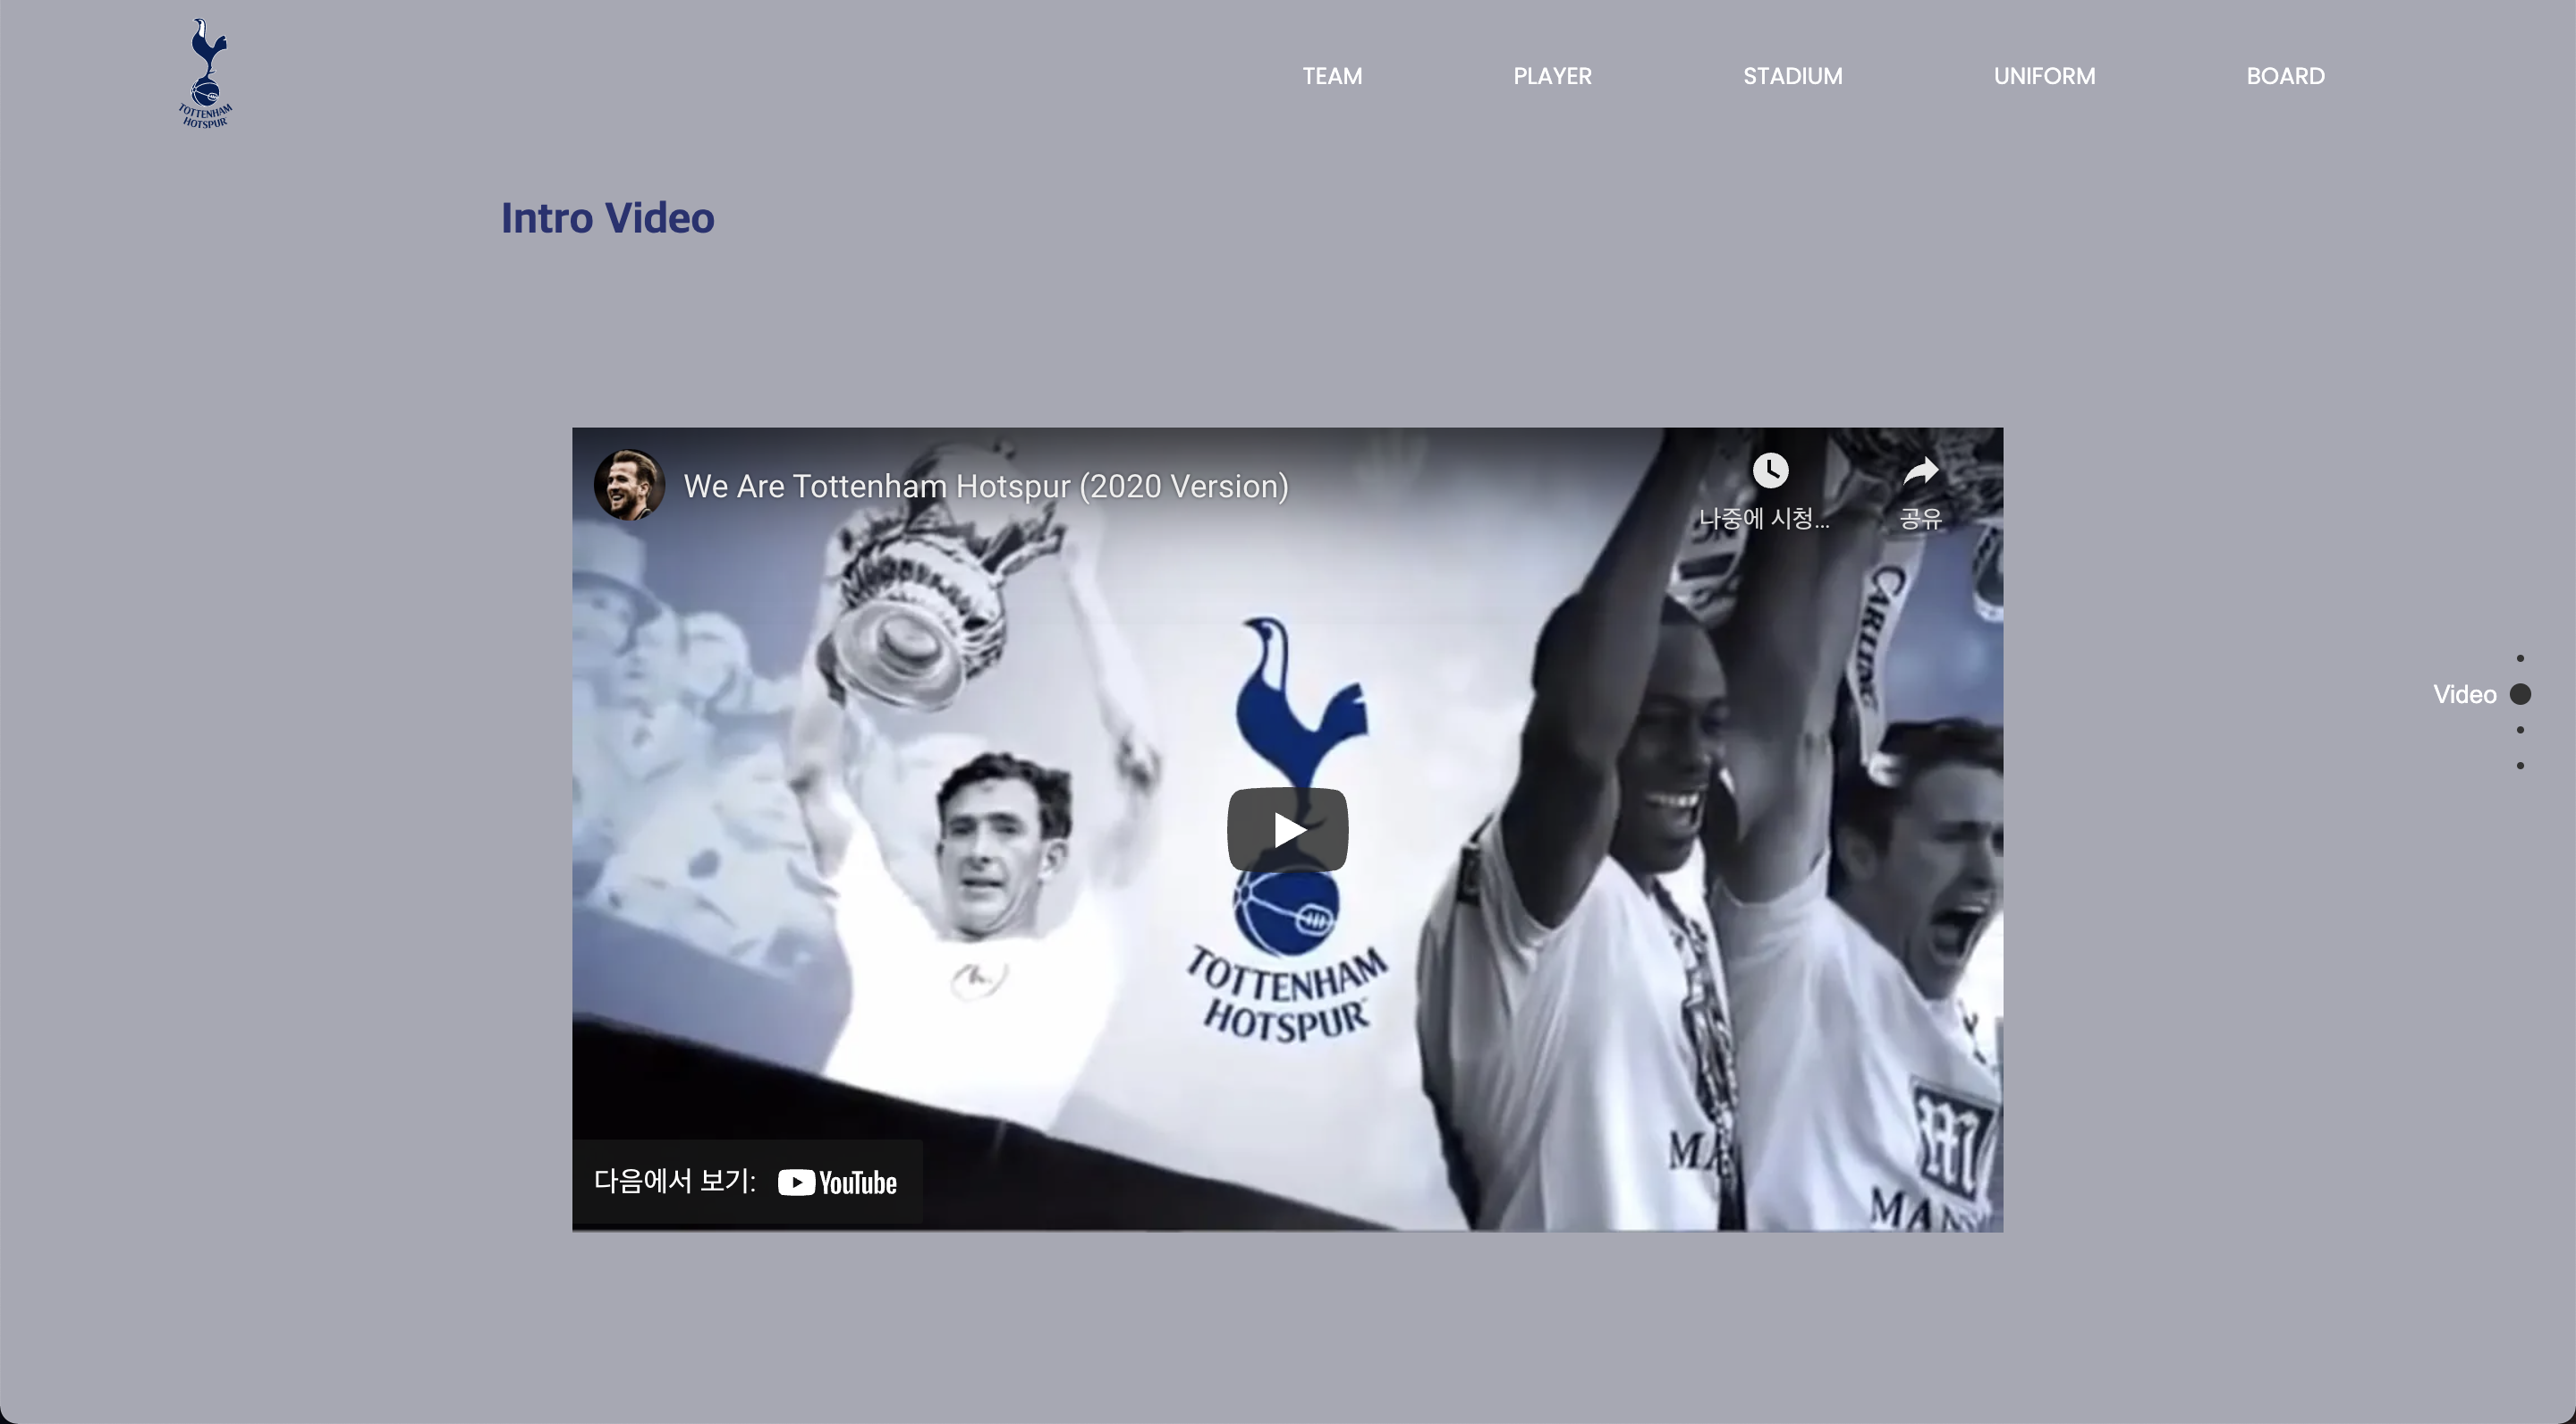 TOTTENHAM
HOTSPUR
TEAM
PLAYER
STADIUM
UNIFORM
BOARD
Intro Video
We Are Tottenham Hotspur (2020 Version)
나중에 시청...
공유
CARLING
Video
TOTTENHAM
HOTSPUR
다음에서 보기: YouTube